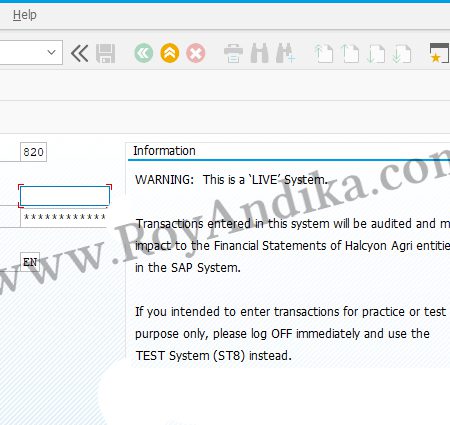 Help
820
Information
WARNING: This is a ‘LIVE’ System.
************
Transactions entered in this system will be audited and m
impact to the Financial Statements of Halcyon Agri entitie
EN
in the SAP System.
If you intended to enter transactions for practice or test
purpose only, please log OFF immediately and use the
TEST System (ST8) instead.
www.RoyAndika.com